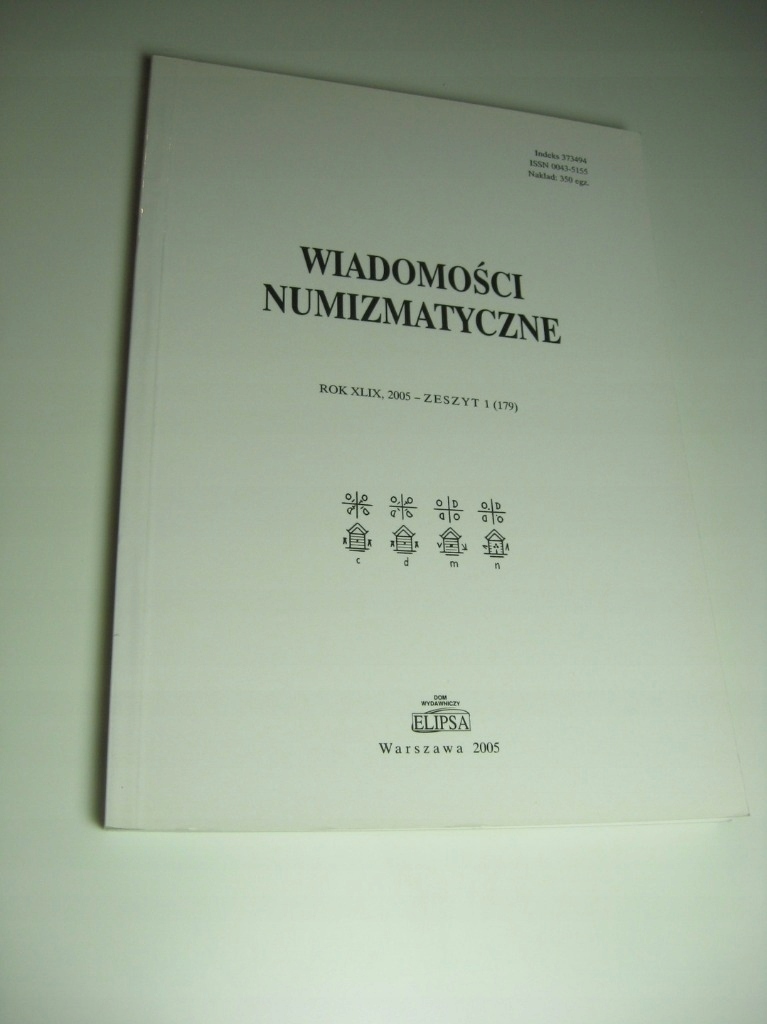 Indeks 373494
ISSN 0043-5155
Nakład: 350 egz.
WIADOMOŚCI
NUMIZMATYCZNE
ROK XLIX, 2005 – ZESZYT 1 (179)
c d m n
DOM
WYDAWNICZY
ELIPSA
Warszawa 2005